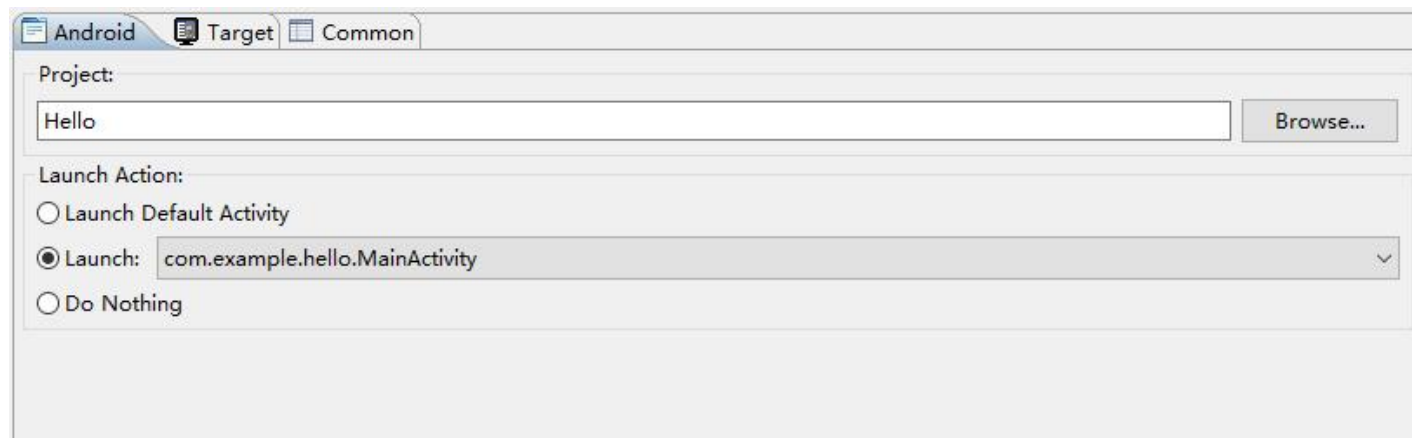 Android Target Common
Project:
Hello Browse...
Launch Action:
Launch Default Activity
Launch: com.example.hello.MainActivity
Do Nothing